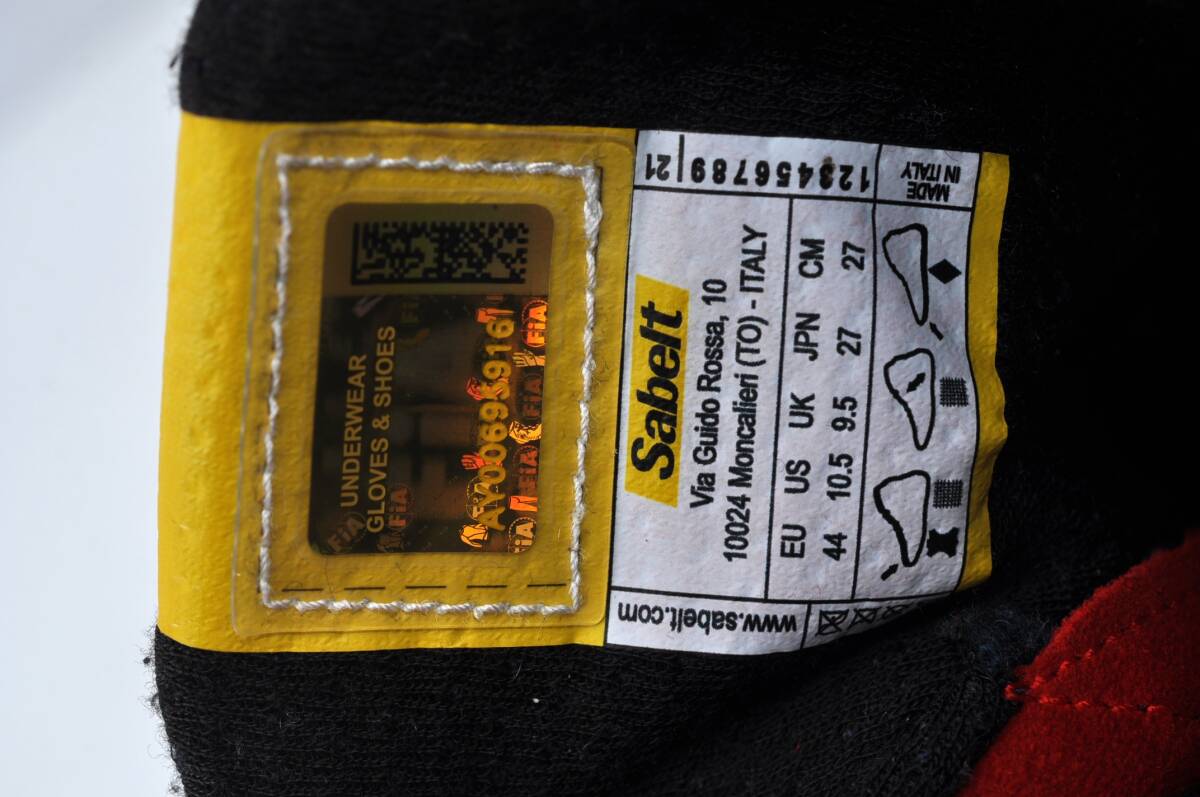 UNDERWEAR
GLOVES & SHOES
FiA
Sabelt
Via Guido Rossa, 10
10024 Moncalieri (TO) - ITALY
EU US UK JPN CM
44 10.5 9.5 27 27
123456789|21
MADE
IN ITALY
www.sabelt.com